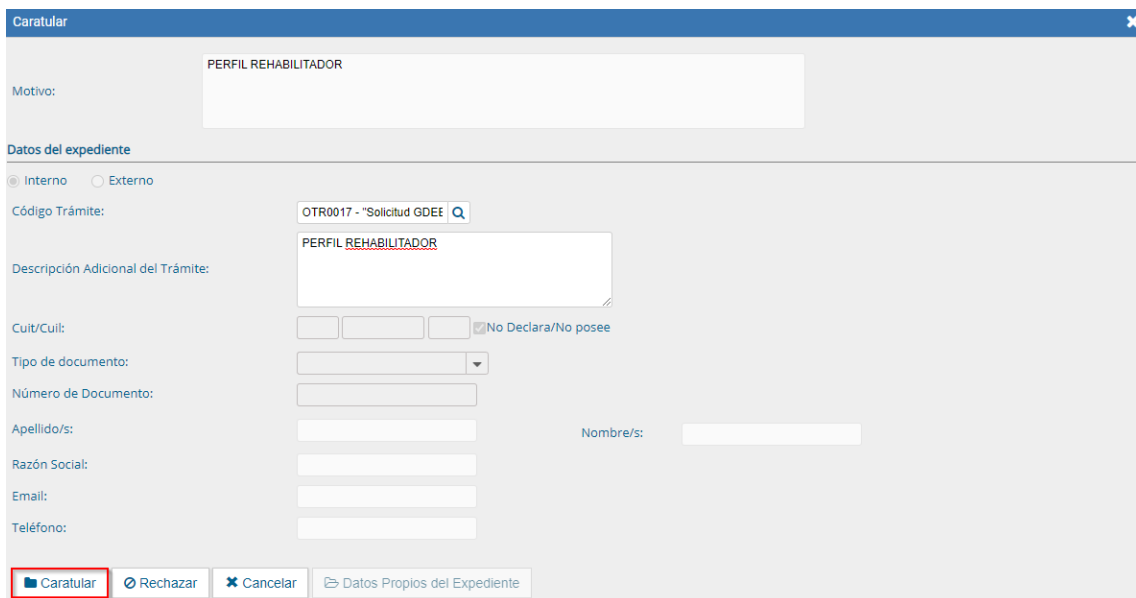 Caratular
PERFIL REHABILITADOR
Motivo:
Datos del expediente
Interno Externo
Código Trámite: OTR0017 - "Solicitud GDEE
PERFIL REHABILITADOR
Descripción Adicional del Trámite:
Cuit/Cuil: No Declara/No posee
Tipo de documento:
Número de Documento:
Apellido/s: Nombre/s:
Razón Social:
Email:
Teléfono:
Caratular Rechazar Cancelar Datos Propios del Expediente